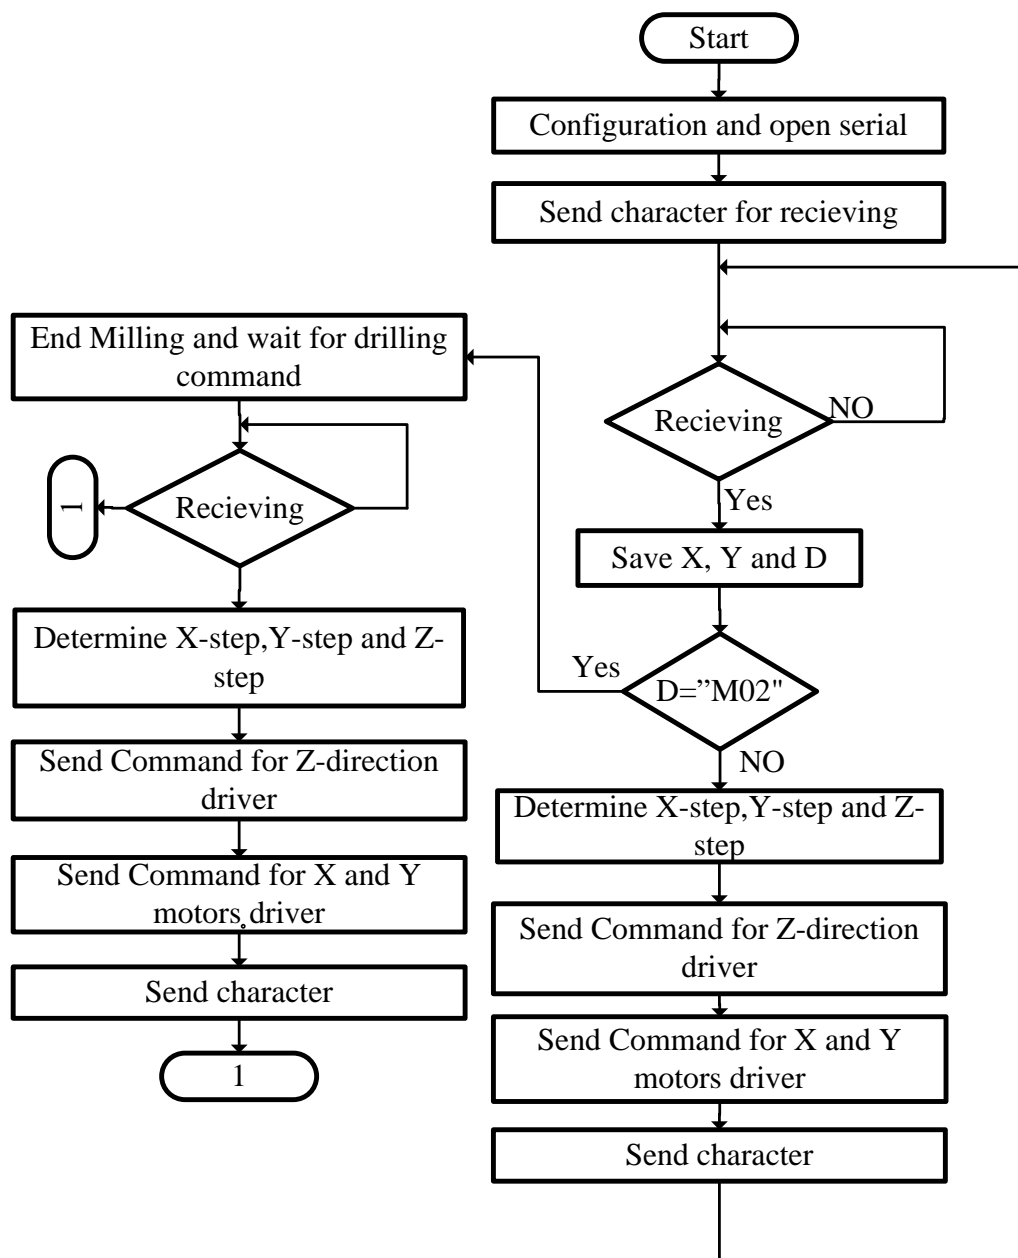 Start
Configuration and open serial
Send character for recieving
Recieving
NO
Yes
Save X, Y and D
D=”M02"
Yes
NO
Determine X-step,Y-step and Z-
step
Send Command for Z-direction
driver
Send Command for X and Y
motors driver
Send character
End Milling and wait for drilling
command
Recieving
1
Determine X-step,Y-step and Z-
step
Send Command for Z-direction
driver
Send Command for X and Y
motors driver
Send character
1